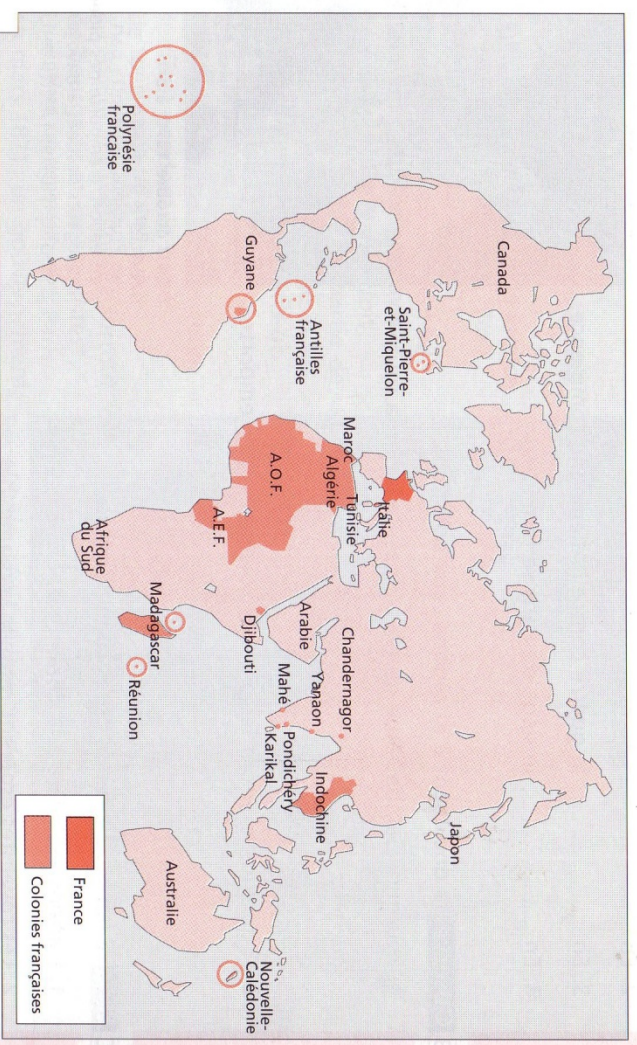 Canada
Saint-Pierre-
et-Miquelon
Antilles
française
Guyane
Polynésie
francaise
Italie
Maroc
Tunisie
Algérie
A.O.F.
A.E.F.
Afrique
du Sud
Madagascar
Réunion
Djibouti
Arabie
Chandernagor
Yanaon
Mahé
Pondichéry
Karikal
Indochine
Japon
Australie
Nouvelle-
Calédonie
France
Colonies françaises